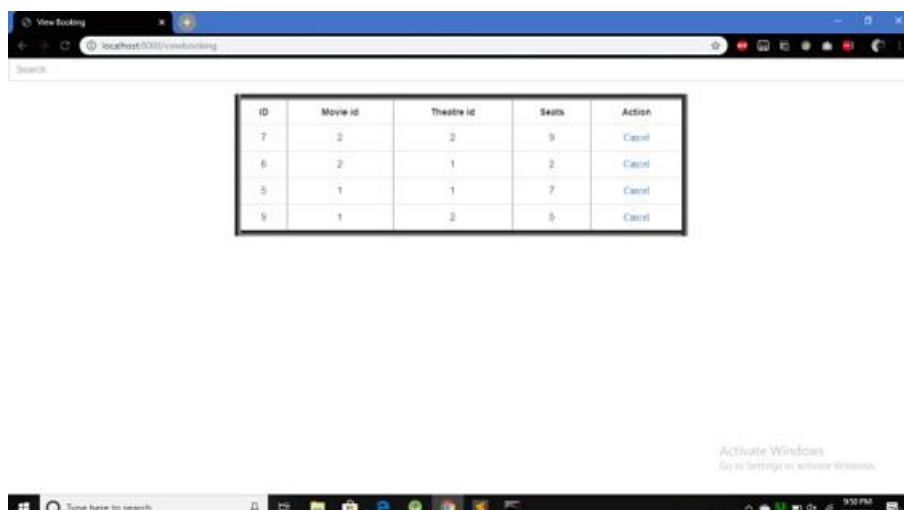 View Booking
localhost:8000/viewbooking
Search..
ID Movie id Theatre id Seats Action
7 2 2 9 Cancel
6 2 1 2 Cancel
5 1 1 7 Cancel
9 1 2 5 Cancel
Activate Windows
Go to Settings to activate Windows.
Type here to search
9:50 PM